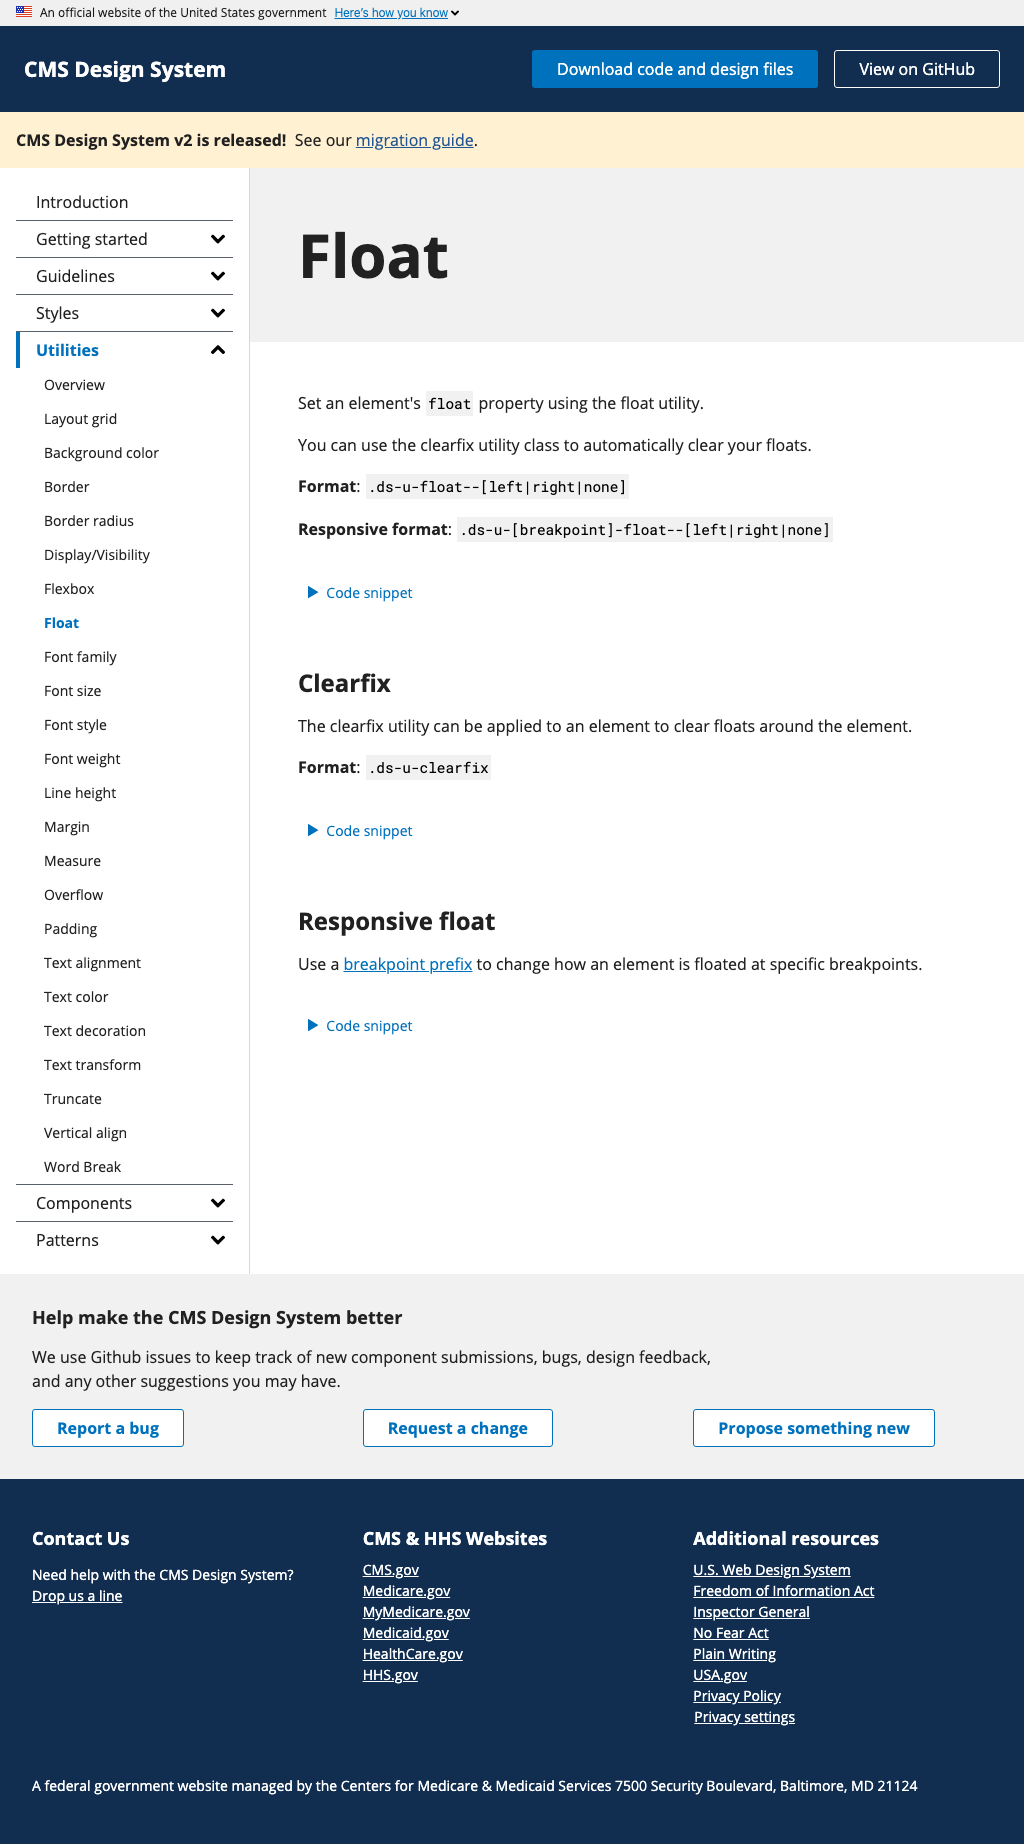 An official website of the United States government Here's how you know
CMS Design System
Download code and design files
View on GitHub
CMS Design System v2 is released! See our migration guide.
Introduction
Getting started
Guidelines
Styles
Utilities
Overview
Layout grid
Background color
Border
Border radius
Display/Visibility
Flexbox
Float
Font family
Font size
Font style
Font weight
Line height
Margin
Measure
Overflow
Padding
Text alignment
Text color
Text decoration
Text transform
Truncate
Vertical align
Word Break
Components
Patterns
Float
Set an element's float property using the float utility.
You can use the clearfix utility class to automatically clear your floats.
Format: .ds-u-float--[left|right|none]
Responsive format: .ds-u-[breakpoint]-float--[left|right|none]
Code snippet
Clearfix
The clearfix utility can be applied to an element to clear floats around the element.
Format: .ds-u-clearfix
Code snippet
Responsive float
Use a breakpoint prefix to change how an element is floated at specific breakpoints.
Code snippet
Help make the CMS Design System better
We use Github issues to keep track of new component submissions, bugs, design feedback,
and any other suggestions you may have.
Report a bug
Request a change
Propose something new
Contact Us
Need help with the CMS Design System?
Drop us a line
CMS & HHS Websites
CMS.gov
Medicare.gov
MyMedicare.gov
Medicaid.gov
HealthCare.gov
HHS.gov
Additional resources
U.S. Web Design System
Freedom of Information Act
Inspector General
No Fear Act
Plain Writing
USA.gov
Privacy Policy
Privacy settings
A federal government website managed by the Centers for Medicare & Medicaid Services 7500 Security Boulevard, Baltimore, MD 21124